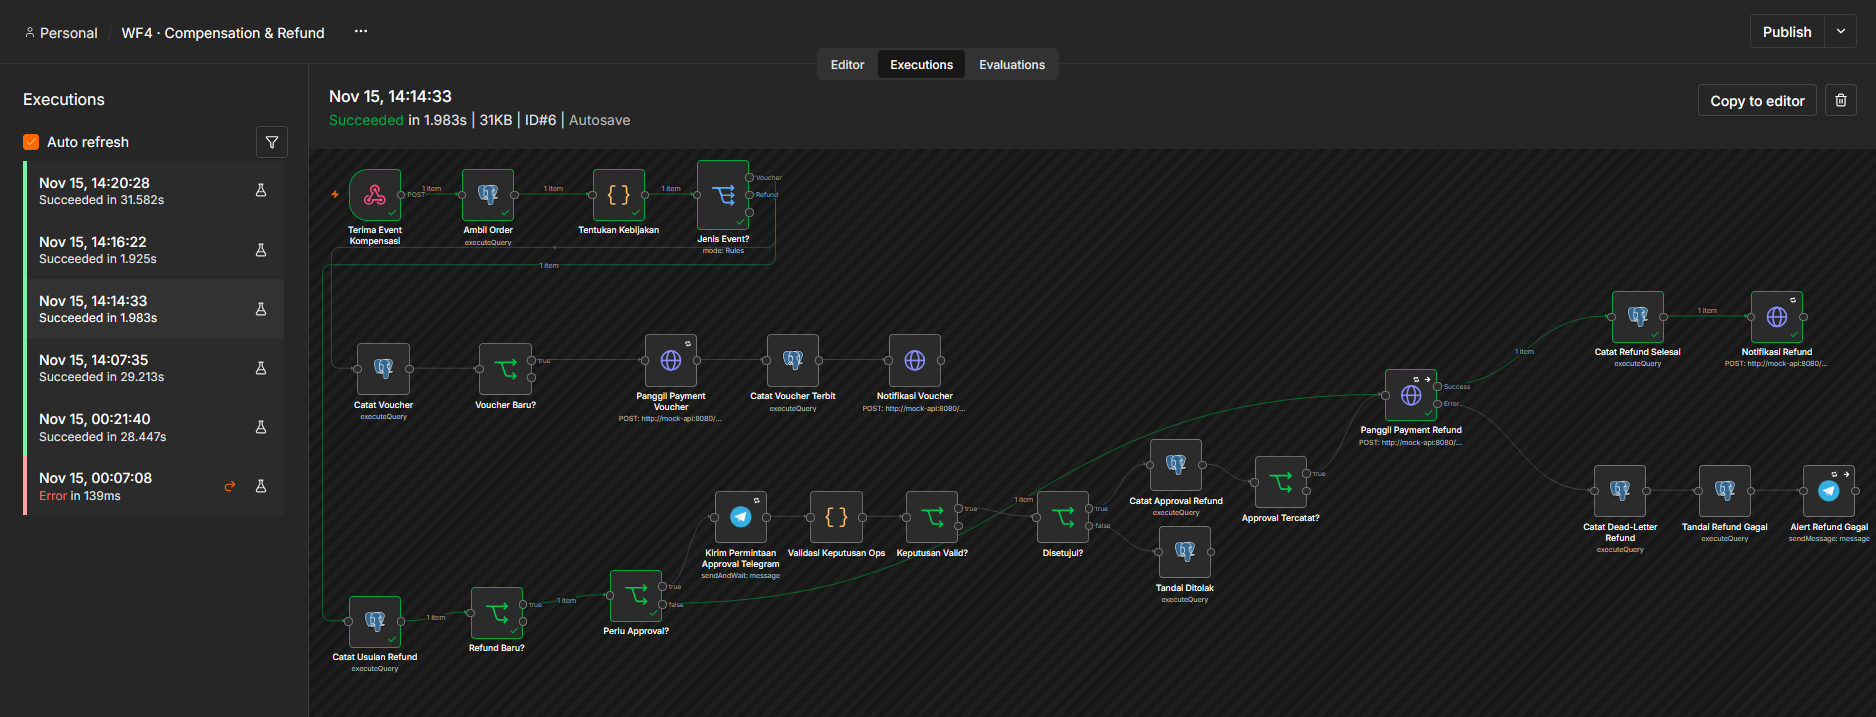 Personal / WF4 · Compensation & Refund ...
Publish
Editor
Executions
Evaluations
Executions
Auto refresh
Nov 15, 14:20:28
Succeeded in 31.582s
Nov 15, 14:16:22
Succeeded in 1.925s
Nov 15, 14:14:33
Succeeded in 1.983s
Nov 15, 14:07:35
Succeeded in 29.213s
Nov 15, 00:21:40
Succeeded in 28.447s
Nov 15, 00:07:08
Error in 139ms
Nov 15, 14:14:33
Succeeded in 1.983s | 31KB | ID#6 | Autosave
Copy to editor
POST
1 item
1 item
1 item
Voucher
Refund
Terima Event
Kompensasi
Ambil Order
executeQuery
Tentukan Kebijakan
Jenis Event?
mode: Rules
1 item
Catat Voucher
executeQuery
Voucher Baru?
true
Panggil Payment
Voucher
POST: http://mock-api:8080/...
Catat Voucher Terbit
executeQuery
Notifikasi Voucher
POST: http://mock-api:8080/...
1 item
Catat Refund Selesai
executeQuery
1 item
Notifikasi Refund
POST: http://mock-api:8080/...
Success
Error
Panggil Payment Refund
POST: http://mock-api:8080/...
Kirim Permintaan
Approval Telegram
sendAndWait: message
Validasi Keputusan Ops
Keputusan Valid?
true
1 item
Disetujui?
true
false
Catat Approval Refund
executeQuery
Approval Tercatat?
true
Tandai Ditolak
executeQuery
Catat Dead-Letter
Refund
executeQuery
Tandai Refund Gagal
executeQuery
Alert Refund Gagal
sendMessage: message
Catat Usulan Refund
executeQuery
1 item
Refund Baru?
true
1 item
Perlu Approval?
true
false